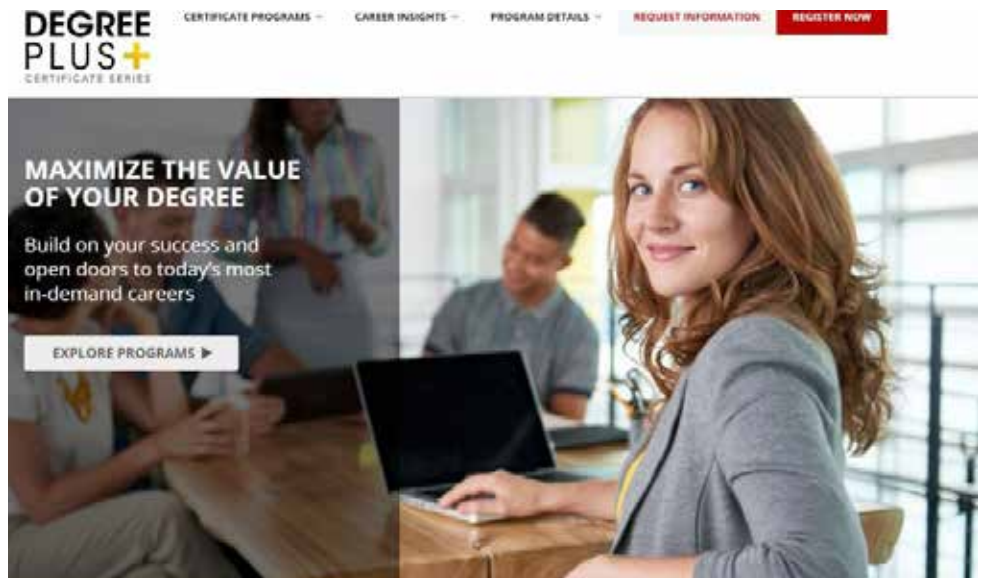 DEGREE
PLUS+
CERTIFICATE SERIES
CERTIFICATE PROGRAMS
CAREER INSIGHTS
PROGRAM DETAILS
REQUEST INFORMATION
REGISTER NOW
MAXIMIZE THE VALUE
OF YOUR DEGREE
Build on your success and
open doors to today's most
in-demand careers
EXPLORE PROGRAMS ▶